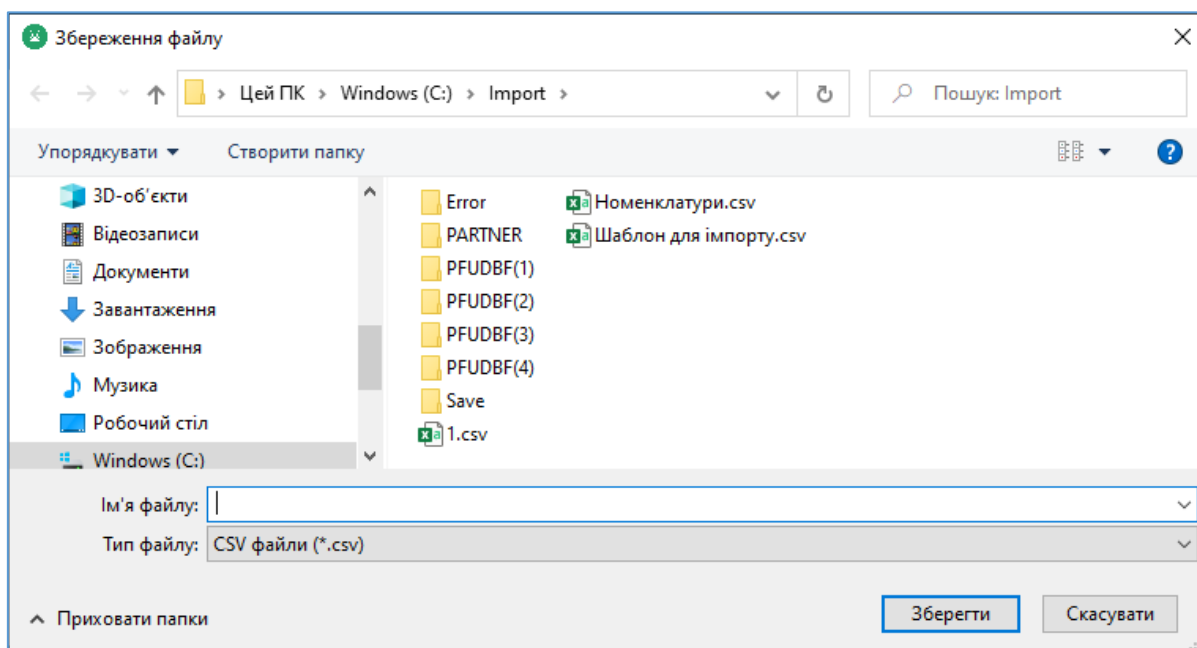 Збереження файлу
Цей ПК > Windows (C:) > Import >
Пошук: Import
Упорядкувати
Створити папку
3D-об'єкти
Відеозаписи
Документи
Завантаження
Зображення
Музика
Робочий стіл
Windows (C:)
Error
PARTNER
PFUDBF(1)
PFUDBF(2)
PFUDBF(3)
PFUDBF(4)
Save
1.csv
Номенклатури.csv
Шаблон для імпорту.csv
Ім'я файлу:
Тип файлу: CSV файли (*.csv)
Приховати папки
Зберегти
Скасувати